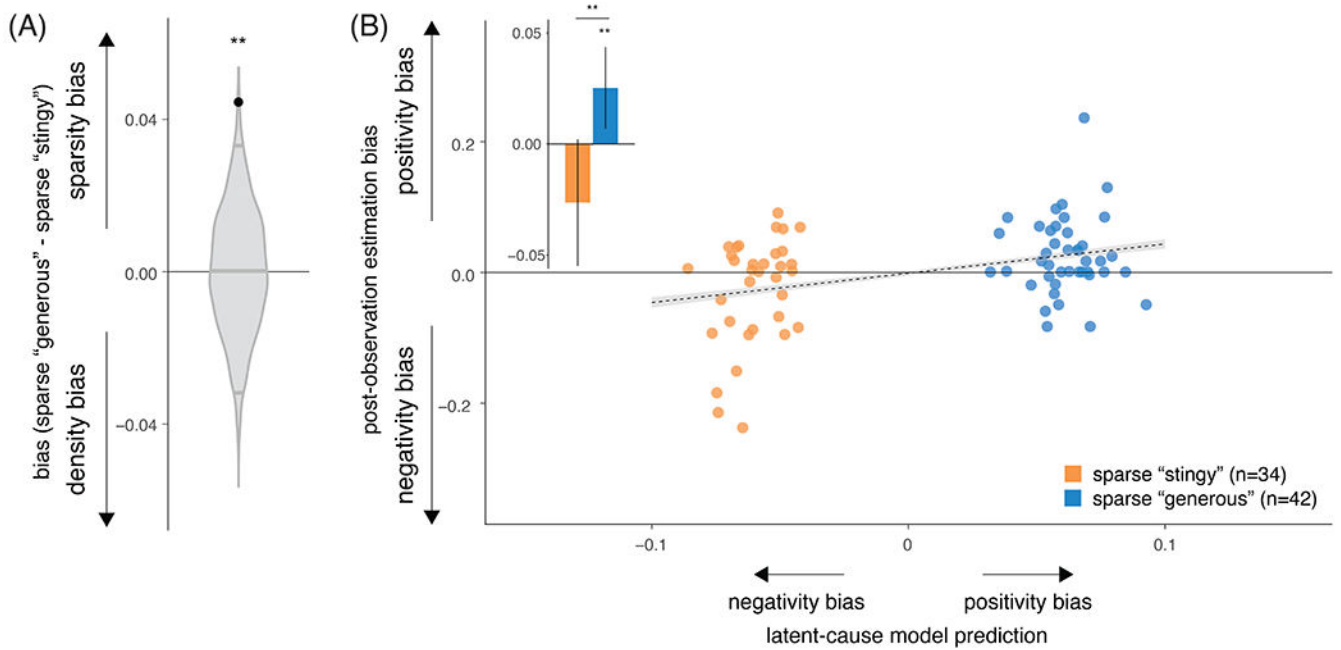 (A)
bias (sparse “generous” - sparse “stingy”)
sparsity bias
density bias
**
0.04
0.00
−0.04
(B)
post-observation estimation bias
positivity bias
negativity bias
**
**
0.05
0.00
−0.05
0.2
0.0
−0.2
sparse “stingy” (n=34)
sparse “generous” (n=42)
−0.1
0
0.1
negativity bias
positivity bias
latent-cause model prediction